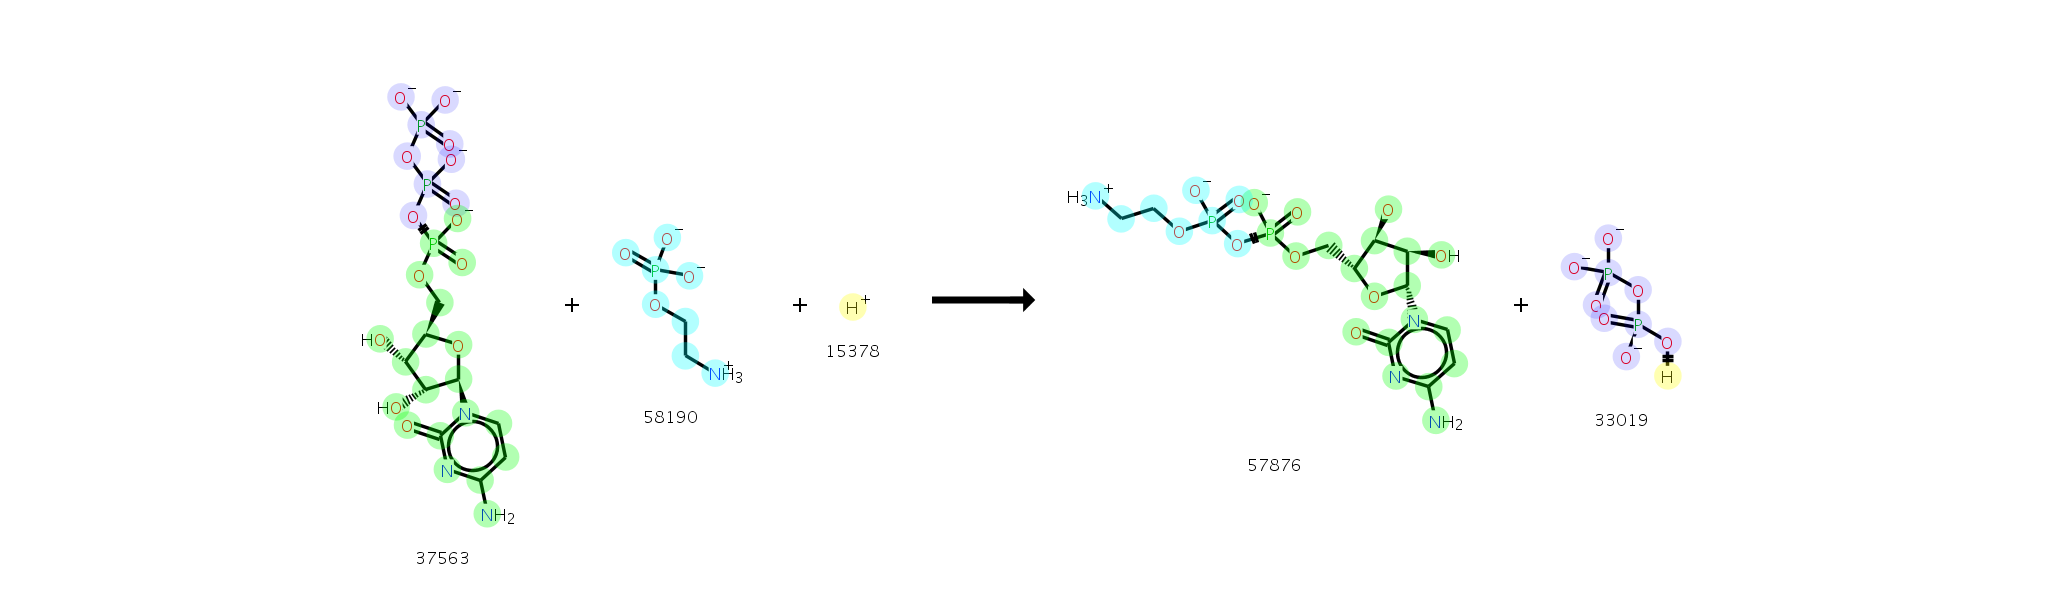 O⁻ O⁻
P O
O O⁻
P O
O O⁻
P O
O
HO O
HO
O N
N
NH₂
37563
+
O⁻
O P O⁻
O
NH₃⁺
58190
+
H⁺
15378
H₃N⁺ O⁻ O O⁻ O O
O P O P O
OH
O
O N
N
NH₂
57876
+
O⁻
O⁻ P O
O O P
O⁻ O
H
33019